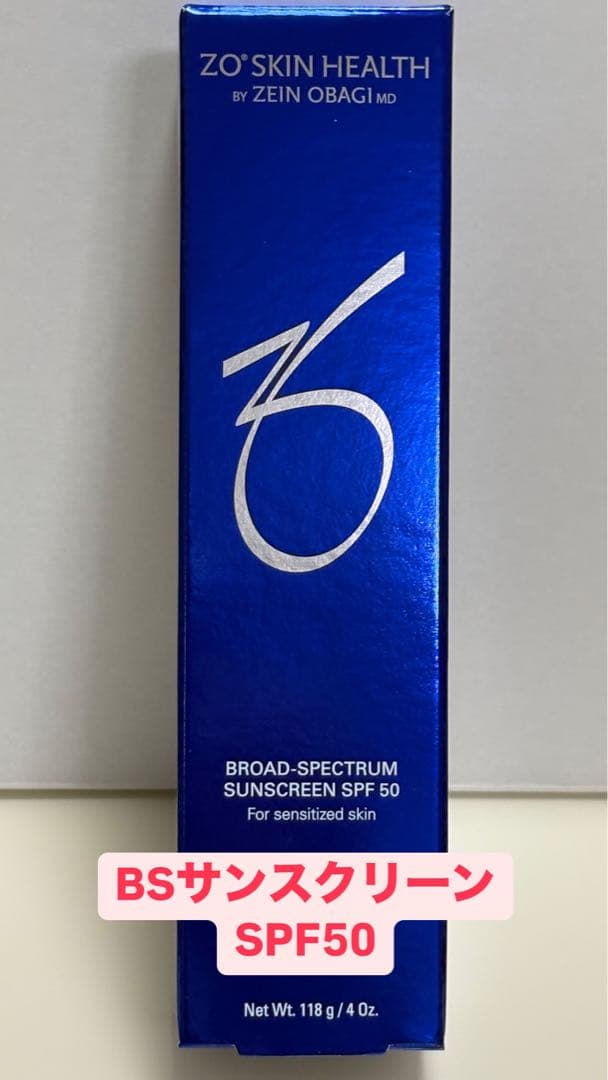 ZO® SKIN HEALTH
BY ZEIN OBAGI MD
BROAD-SPECTRUM
SUNSCREEN SPF 50
For sensitized skin
BSサンスクリーン
SPF50
Net Wt. 118 g / 4 Oz.